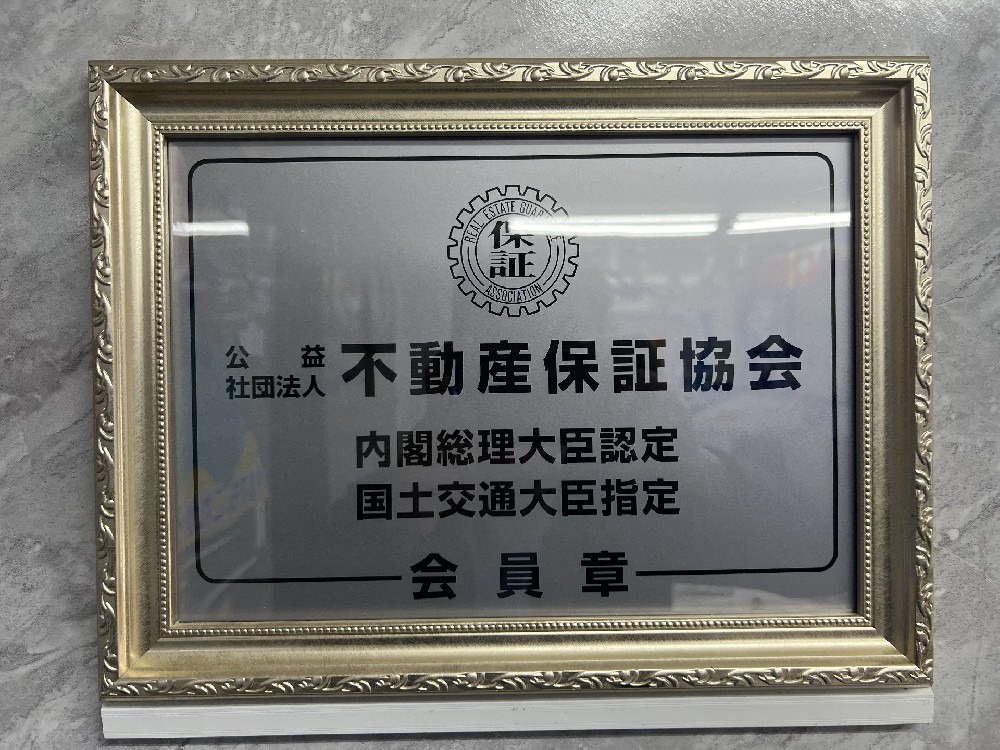 REAL ESTATE GUARANTEE
保証
ASSOCIATION
公益社団法人 不動産保証協会
内閣総理大臣認定
国土交通大臣指定
会員章